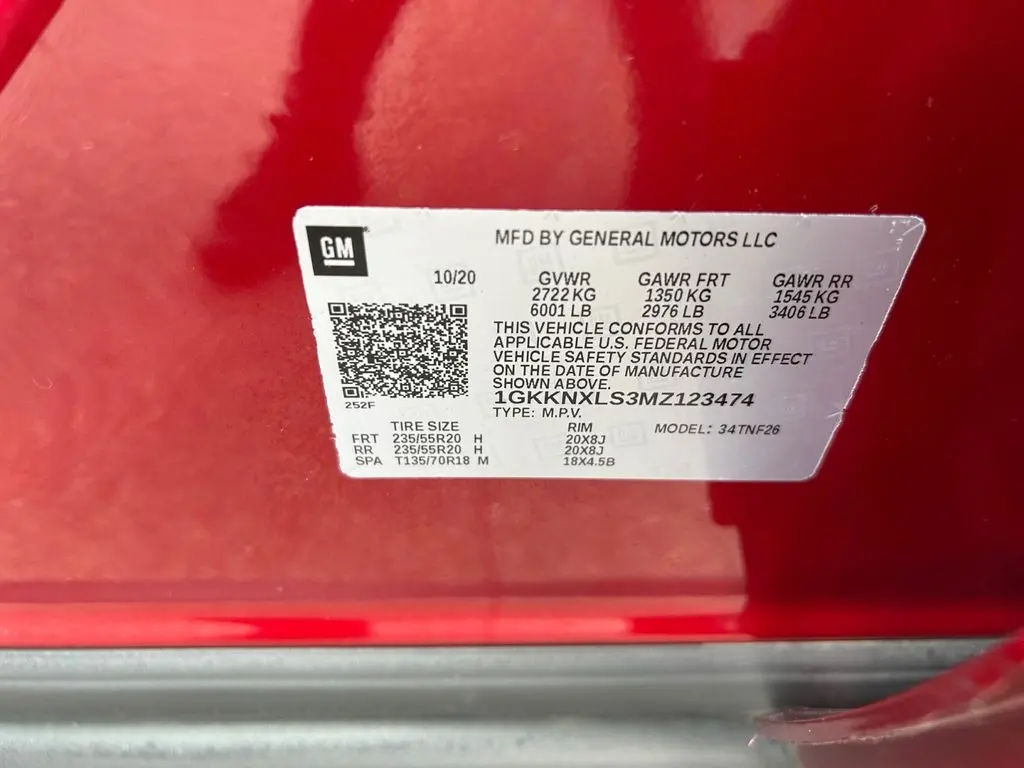 GM
MFD BY GENERAL MOTORS LLC
10/20 GVWR GAWR FRT GAWR RR
2722 KG 1350 KG 1545 KG
6001 LB 2976 LB 3406 LB
THIS VEHICLE CONFORMS TO ALL
APPLICABLE U.S. FEDERAL MOTOR
VEHICLE SAFETY STANDARDS IN EFFECT
ON THE DATE OF MANUFACTURE
SHOWN ABOVE.
252F
1GKKNXLS3MZ123474
TYPE: M.P.V.
TIRE SIZE RIM MODEL: 34TNF26
FRT 235/55R20 H 20X8J
RR 235/55R20 H 20X8J
SPA T135/70R18 M 18X4.5B